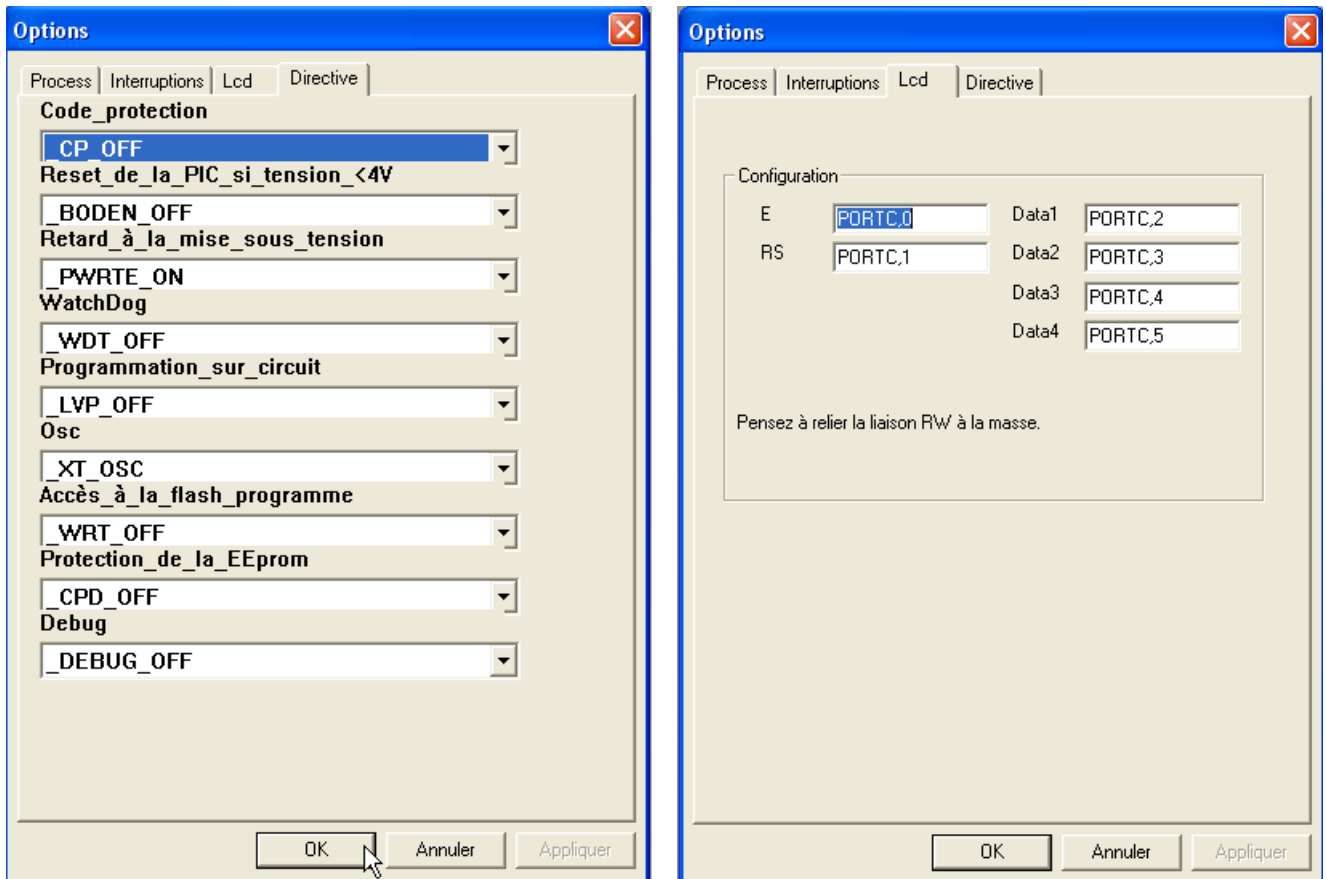 Options
Process Interruptions Lcd Directive
Code_protection
_CP_OFF
Reset_de_la_PIC_si_tension_<4V
_BODEN_OFF
Retard_à_la_mise_sous_tension
_PWRTE_ON
WatchDog
_WDT_OFF
Programmation_sur_circuit
_LVP_OFF
Osc
_XT_OSC
Accès_à_la_flash_programme
_WRT_OFF
Protection_de_la_EEprom
_CPD_OFF
Debug
_DEBUG_OFF
OK Annuler Appliquer
Options
Process Interruptions Lcd Directive
Configuration
E PORTC,0 Data1 PORTC,2
RS PORTC,1 Data2 PORTC,3
Data3 PORTC,4
Data4 PORTC,5
Pensez à relier la liaison RW à la masse.
OK Annuler Appliquer